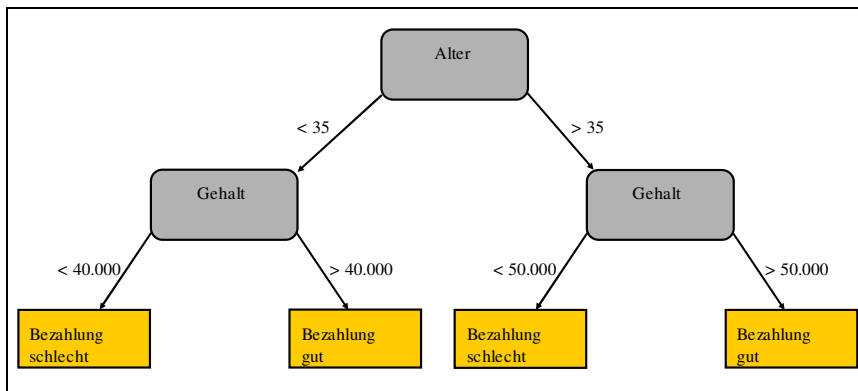 Alter
< 35
> 35
Gehalt
Gehalt
< 40.000
> 40.000
< 50.000
> 50.000
Bezahlung
schlecht
Bezahlung
gut
Bezahlung
schlecht
Bezahlung
gut